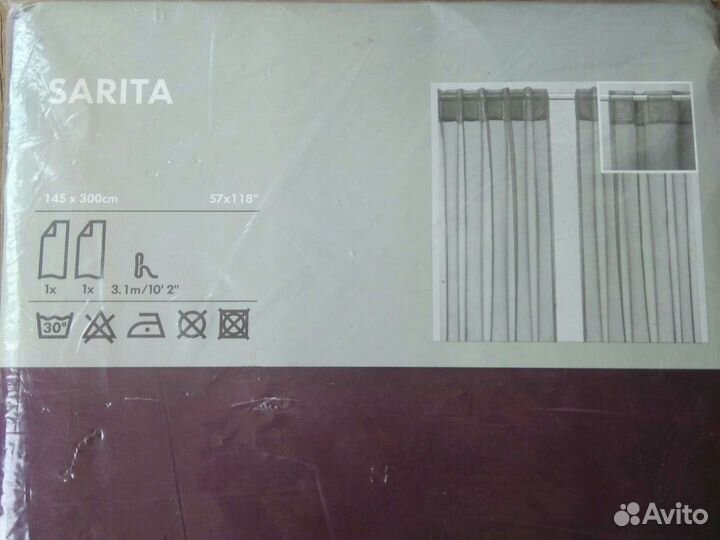 SARITA
145 x 300cm 57x118"
1x 1x 3.1m/10' 2"
30°
Avito